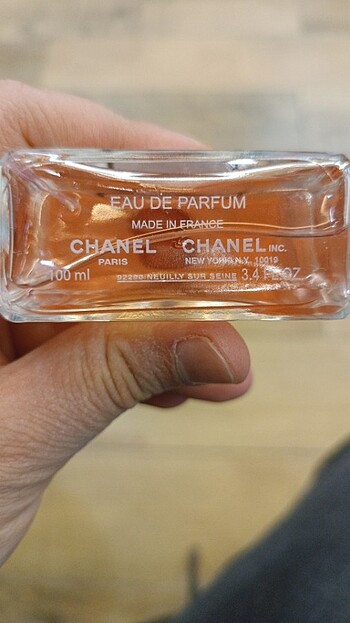 EAU DE PARFUM
MADE IN FRANCE
CHANEL CHANEL INC.
PARIS NEW YORK N.Y. 10019
100 ml 92298 NEUILLY SUR SEINE 3.4 FL.OZ